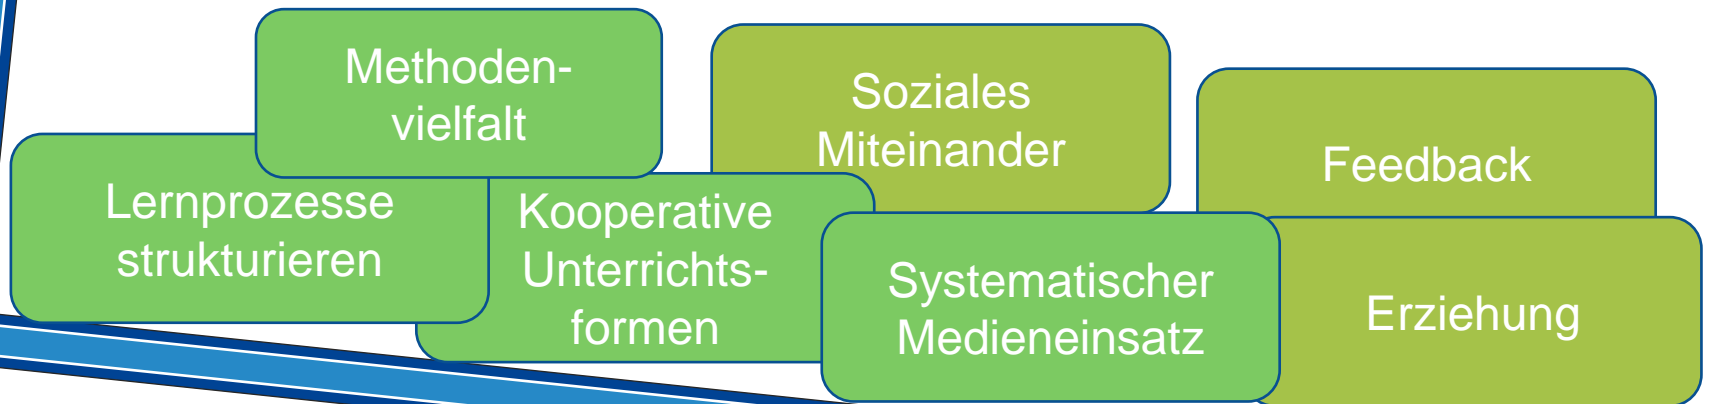 Methoden-
vielfalt
Soziales
Miteinander
Feedback
Lernprozesse
strukturieren
Kooperative
Unterrichts-
formen
Systematischer
Medieneinsatz
Erziehung